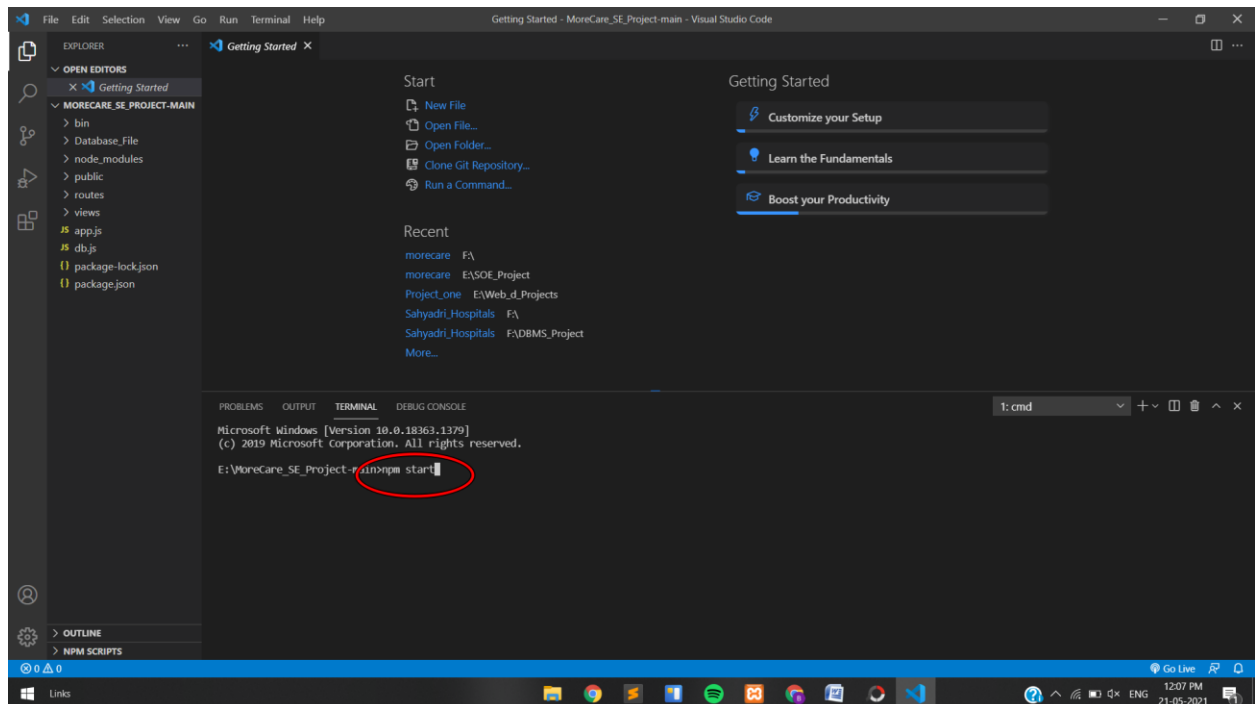 File Edit Selection View Go Run Terminal Help
Getting Started - MoreCare_SE_Project-main - Visual Studio Code
EXPLORER
Getting Started
OPEN EDITORS
Getting Started
MORECARE_SE_PROJECT-MAIN
bin
Database_File
node_modules
public
routes
views
JS app.js
JS db.js
{} package-lock.json
{} package.json
OUTLINE
NPM SCRIPTS
Start
New File
Open File...
Open Folder...
Clone Git Repository...
Run a Command...
Recent
morecare F:\
morecare E:\SOE_Project
Project_one E:\Web_d_Projects
Sahyadri_Hospitals F:\
Sahyadri_Hospitals F:\DBMS_Project
More...
Getting Started
Customize your Setup
Learn the Fundamentals
Boost your Productivity
PROBLEMS OUTPUT TERMINAL DEBUG CONSOLE
1: cmd
Microsoft Windows [Version 10.0.18363.1379]
(c) 2019 Microsoft Corporation. All rights reserved.
E:\MoreCare_SE_Project-main>npm start
0 0
Go Live
Links
ENG
12:07 PM
21-05-2021